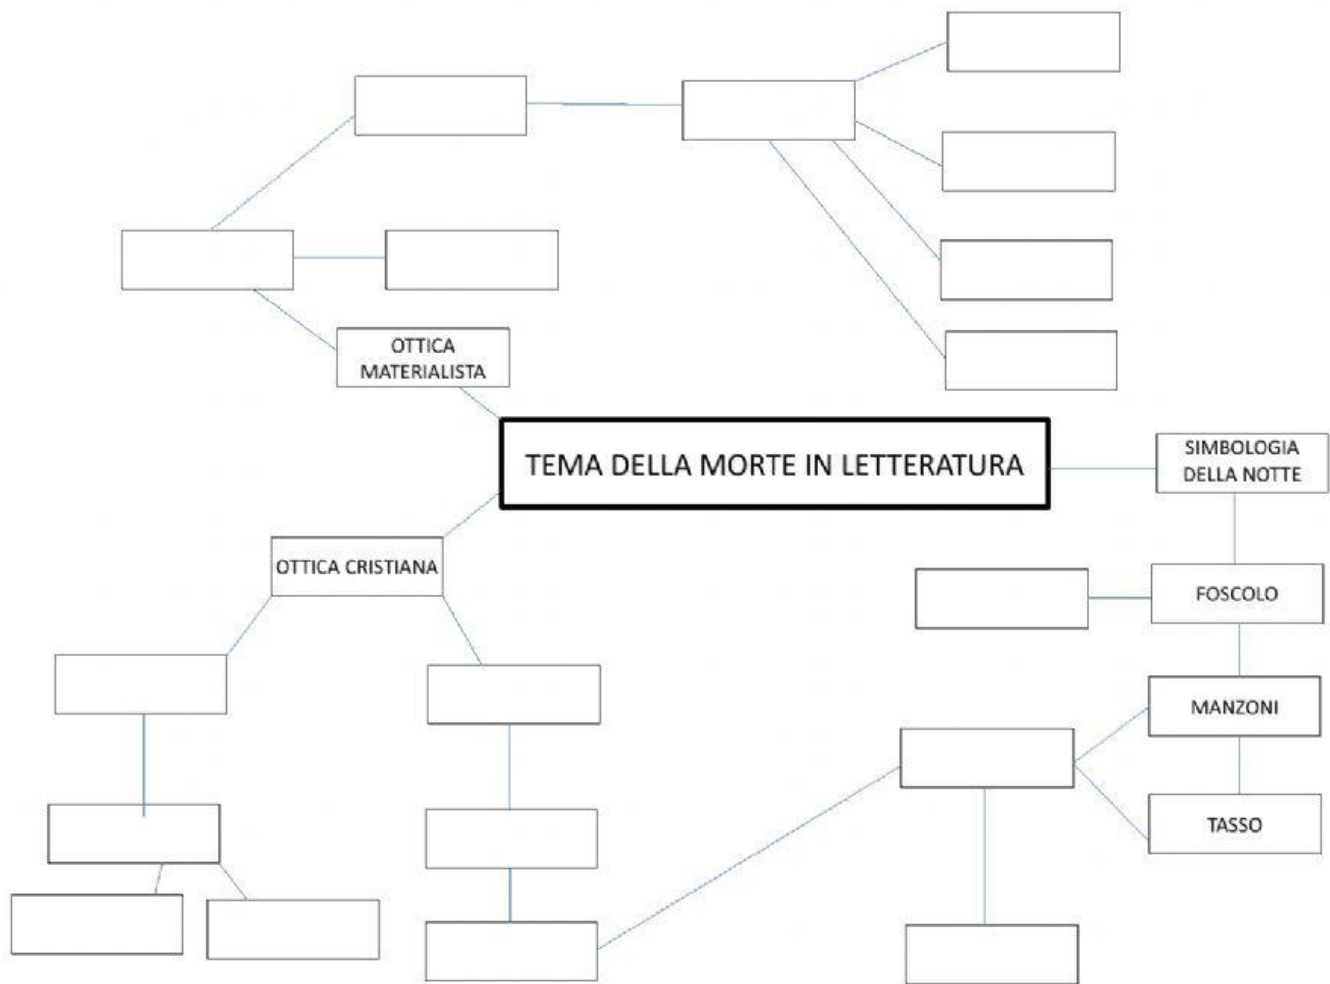 OTTICA
MATERIALISTA
TEMA DELLA MORTE IN LETTERATURA
SIMBOLOGIA
DELLA NOTTE
OTTICA CRISTIANA
FOSCOLO
MANZONI
TASSO